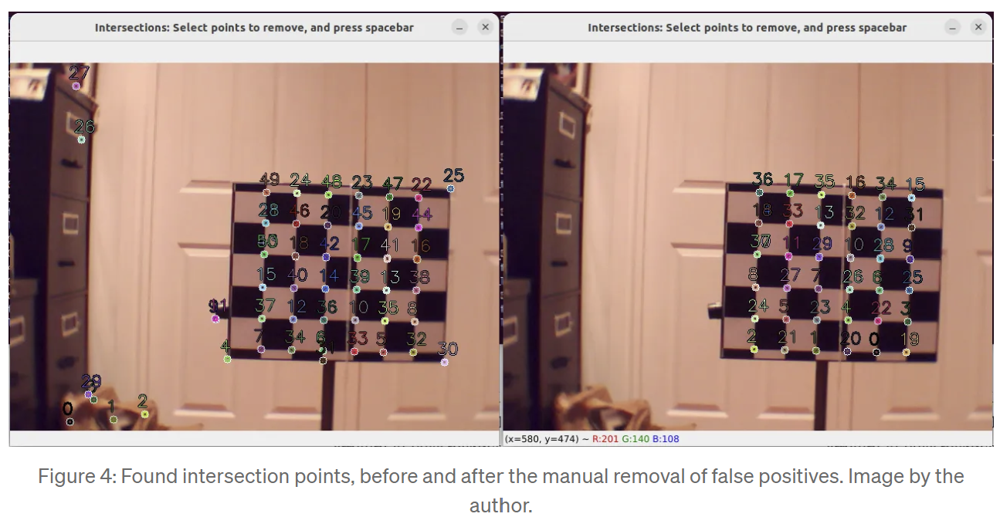 Intersections: Select points to remove, and press spacebar
27
26
25
49 24 48 23 47 22
28 46 20 45 19 44
18 42 17 41 16
15 40 14 39 13 38
37 12 36 10 35 8
7 34 6 33 5 32
4
30
29
0 1 2
Intersections: Select points to remove, and press spacebar
36 17 35 16 34 15
18 33 13 32 12 31
30 11 29 10 28 9
8 27 7 26 6 25
24 5 23 4 22 3
2 21 1 20 0 19
(x=580, y=474) ~ R:201 G:140 B:108
Figure 4: Found intersection points, before and after the manual removal of false positives. Image by the
author.